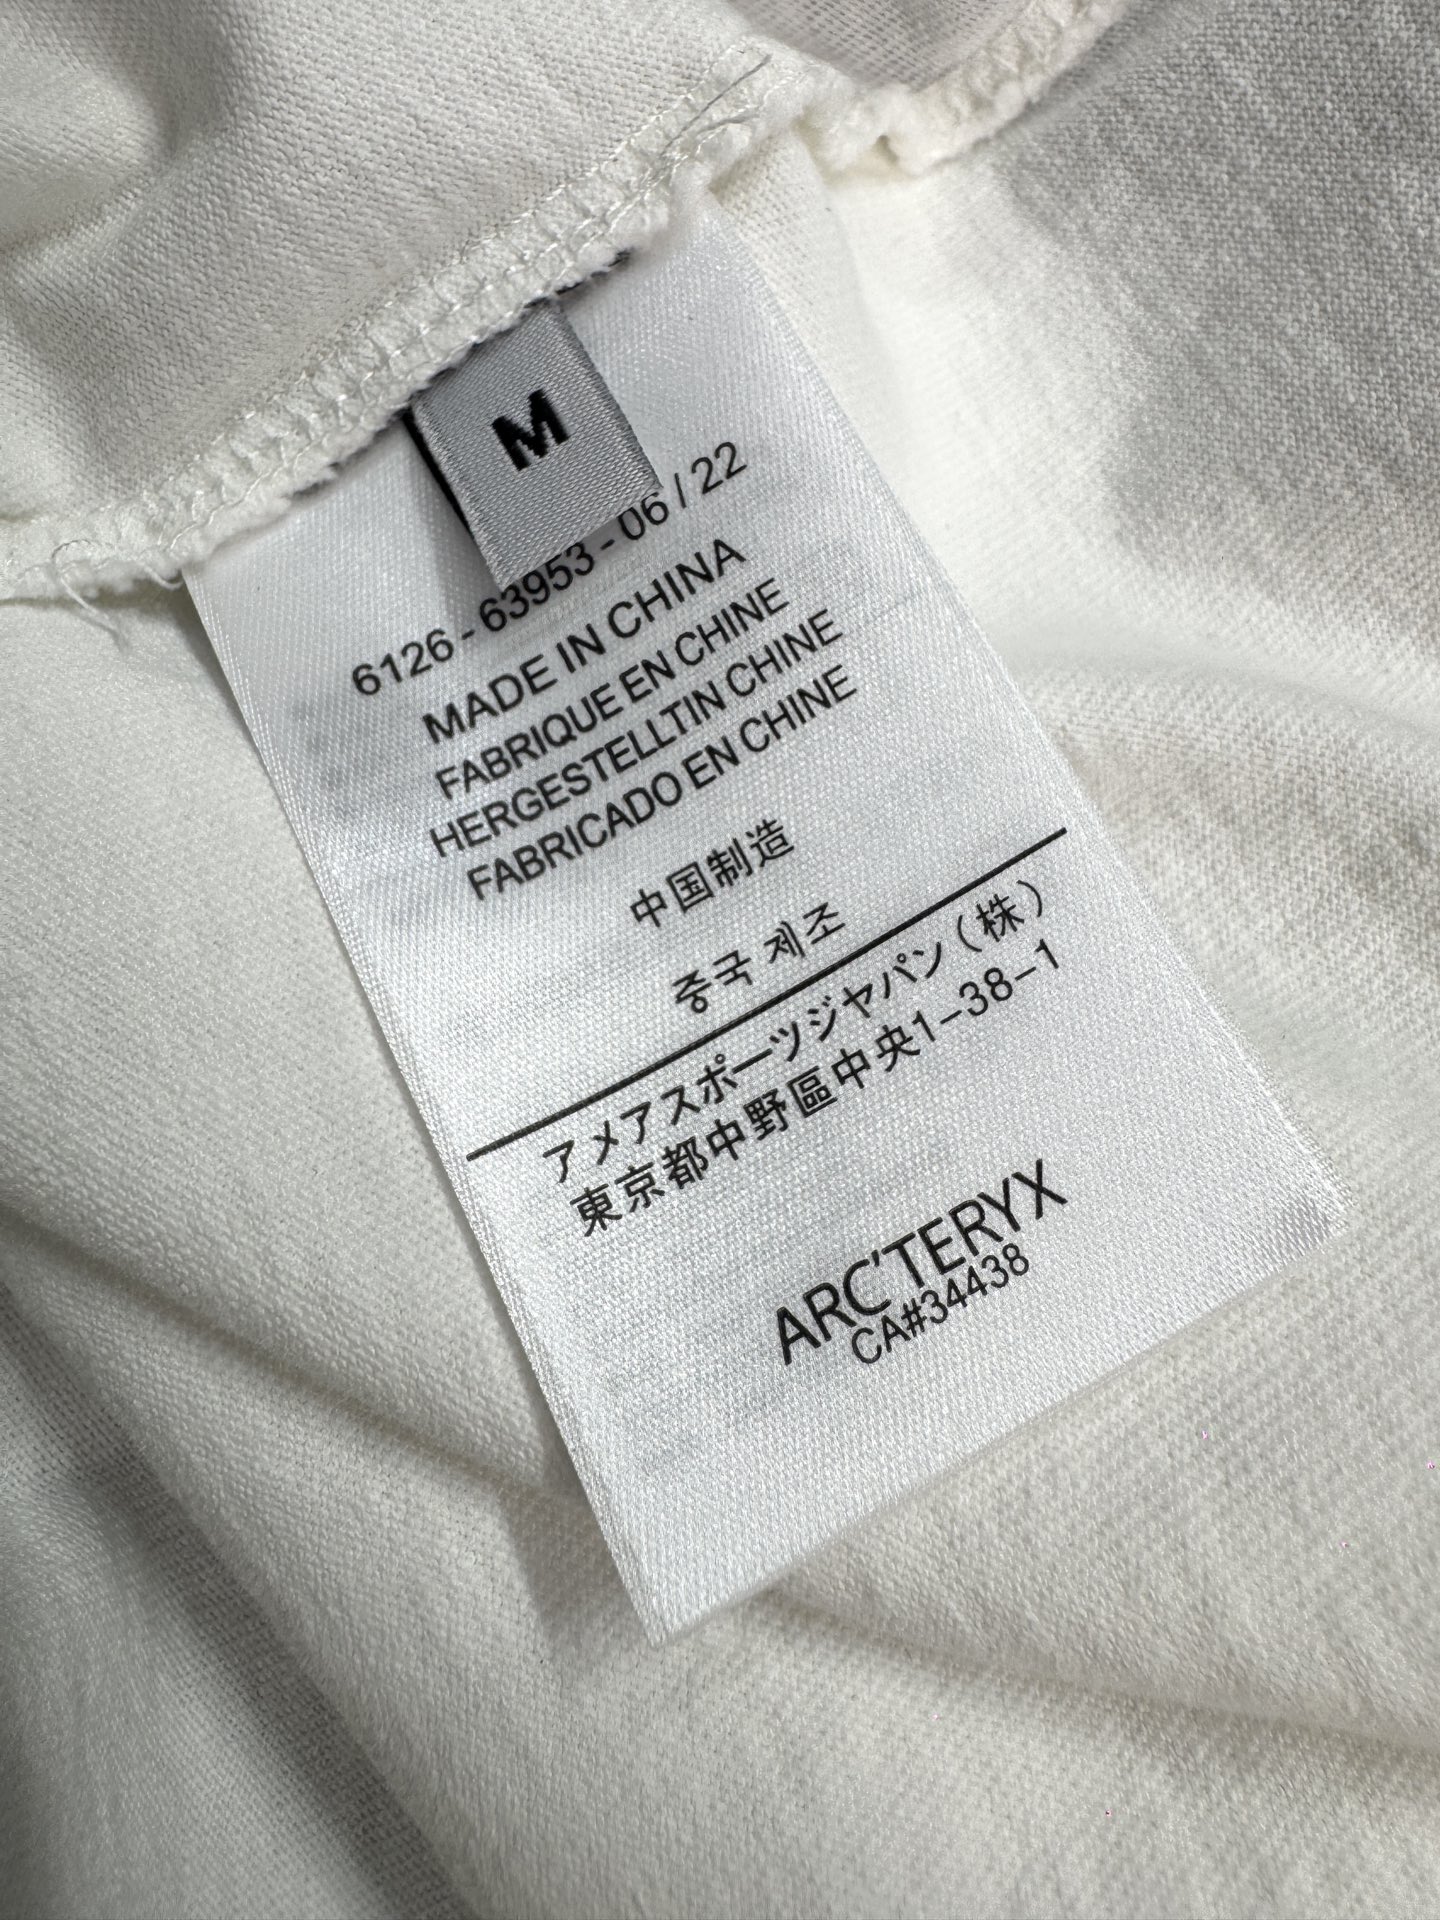 M
6126 - 63953 - 06 / 22
MADE IN CHINA
FABRIQUE EN CHINE
HERGESTELLTIN CHINE
FABRICADO EN CHINE
中国制造
중국 제조
アメアスポーツジャパン（株）
東京都中野區中央1-38-1
ARC'TERYX
CA#34438